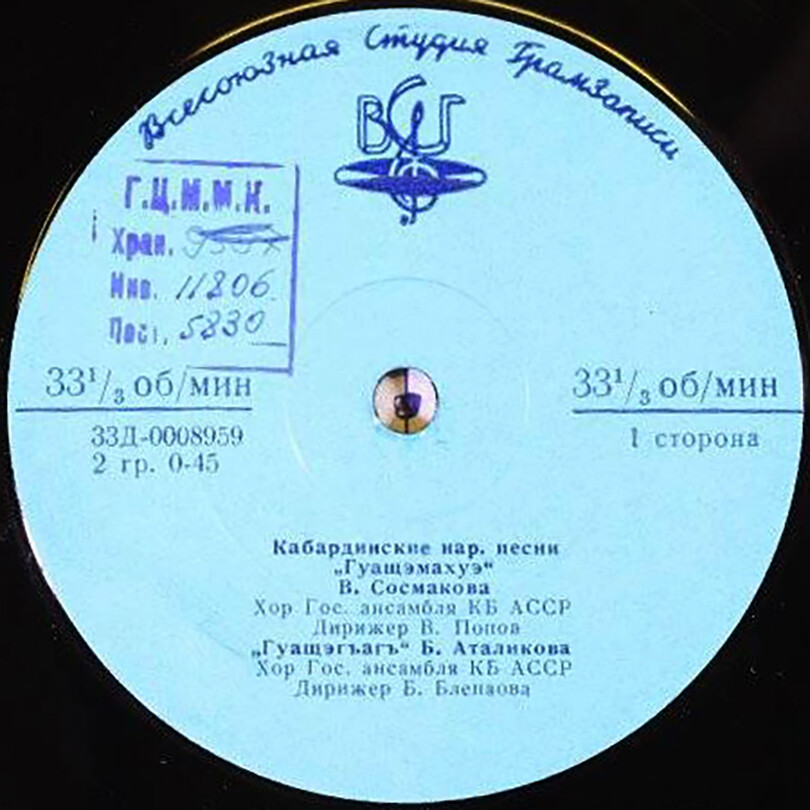 Всесоюзная Студия Грамзаписи
ВСГ
Г.Ц.М.М.К.
Хран.
Инв. 11806
Пост. 5830
33¹/₃ об/мин
33Д-0008959
2 гр. 0-45
33¹/₃ об/мин
1 сторона
Кабардинские нар. песни
„Гуащэмахуэ“
В. Сосмакова
Хор Гос. ансамбля КБ АССР
Дирижер В. Попов
„Гуащэгъагъ“ Б. Аталикова
Хор Гос. ансамбля КБ АССР
Дирижер Б. Бленаова